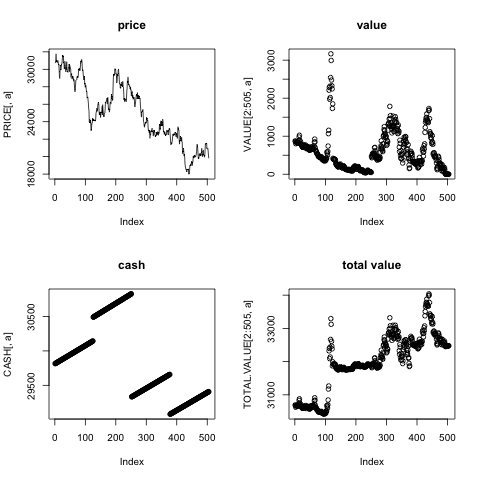 price
PRICE[, a]
18000 24000 30000
0 100 200 300 400 500
Index
value
VALUE[2:505, a]
0 1000 2000 3000
0 100 200 300 400 500
Index
cash
CASH[, a]
29500 30500
0 100 200 300 400 500
Index
total value
TOTAL.VALUE[2:505, a]
31000 33000
0 100 200 300 400 500
Index